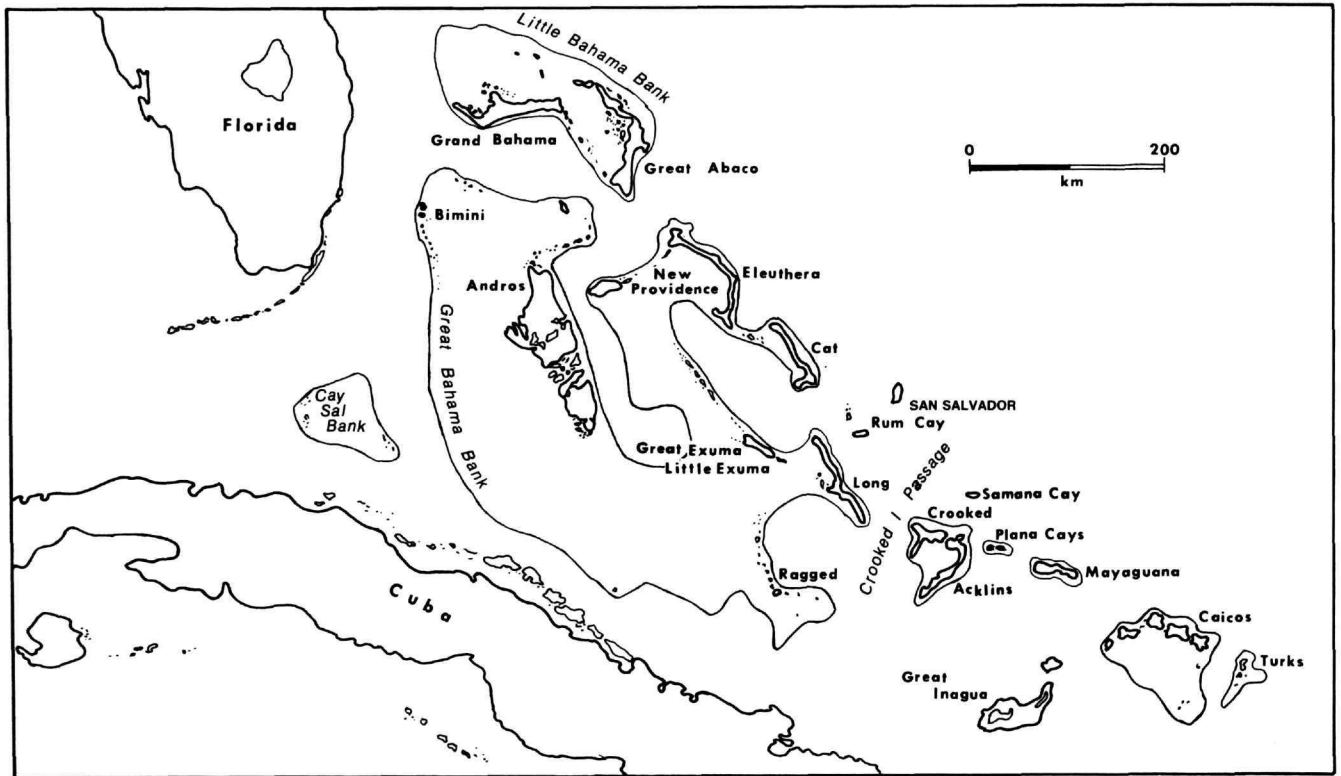 Little Bahama Bank
Florida
Grand Bahama
Great Abaco
0 200
km
Bimini
Andros
New
Providence
Eleuthera
Great Bahama Bank
Cat
Cay
Sal
Bank
SAN SALVADOR
Rum Cay
Great Exuma
Little Exuma
Long
Crooked I Passage
Samana Cay
Crooked
Plana Cays
Mayaguana
Acklins
Ragged
Cuba
Caicos
Turks
Great
Inagua